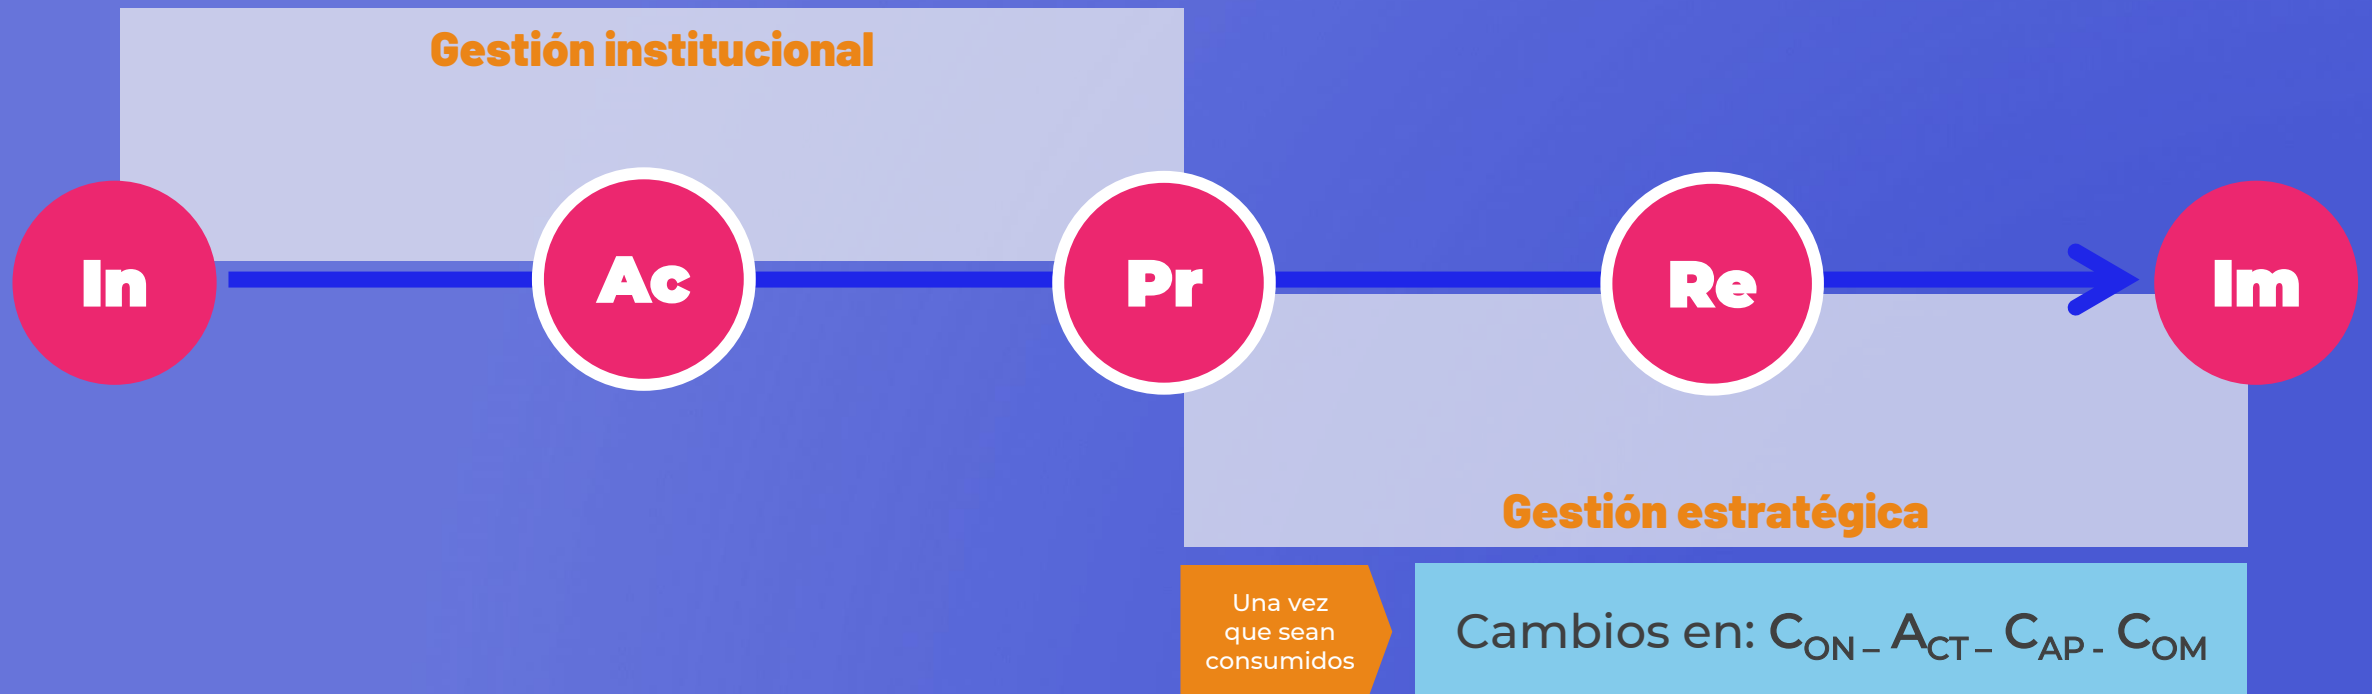 Gestión institucional
In
Ac
Pr
Re
Im
Gestión estratégica
Una vez
que sean
consumidos
Cambios en: CON – ACT – CAP - COM